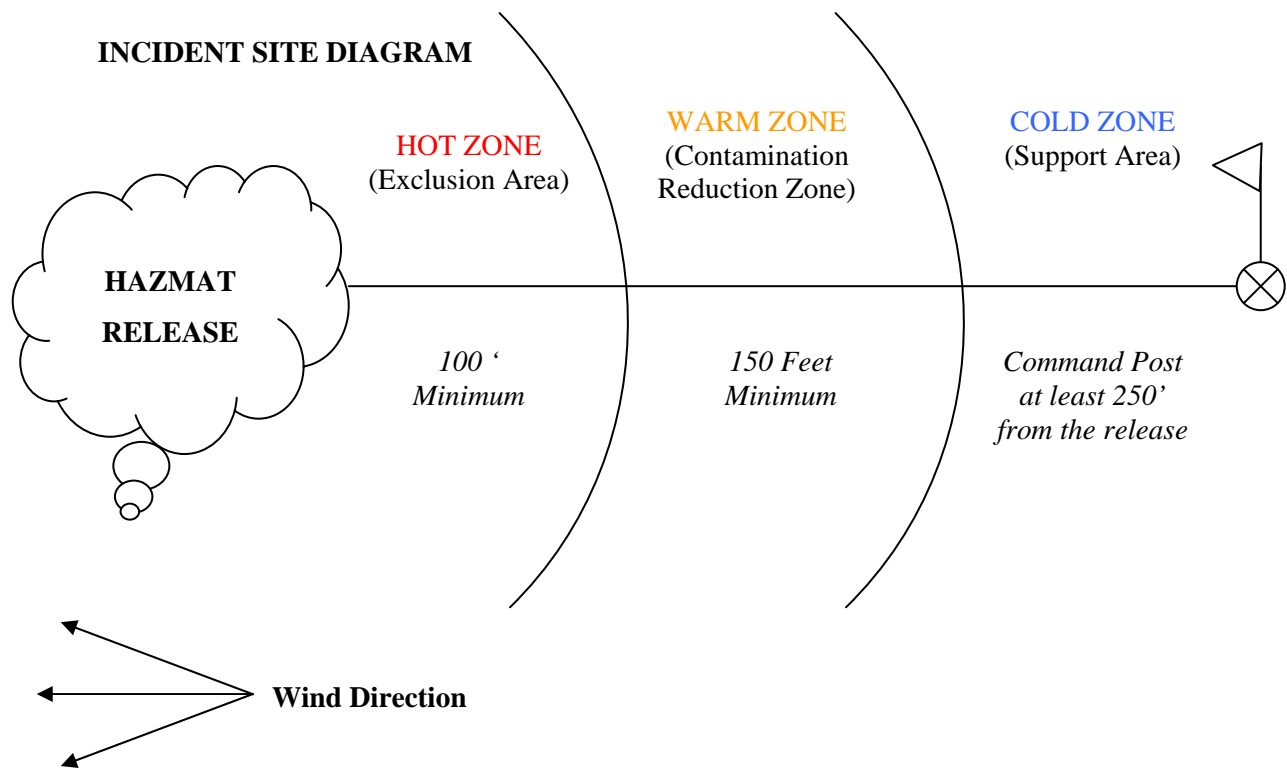 INCIDENT SITE DIAGRAM
HOT ZONE
(Exclusion Area)
WARM ZONE
(Contamination
Reduction Zone)
COLD ZONE
(Support Area)
HAZMAT
RELEASE
100 ‘
Minimum
150 Feet
Minimum
Command Post
at least 250’
from the release
Wind Direction